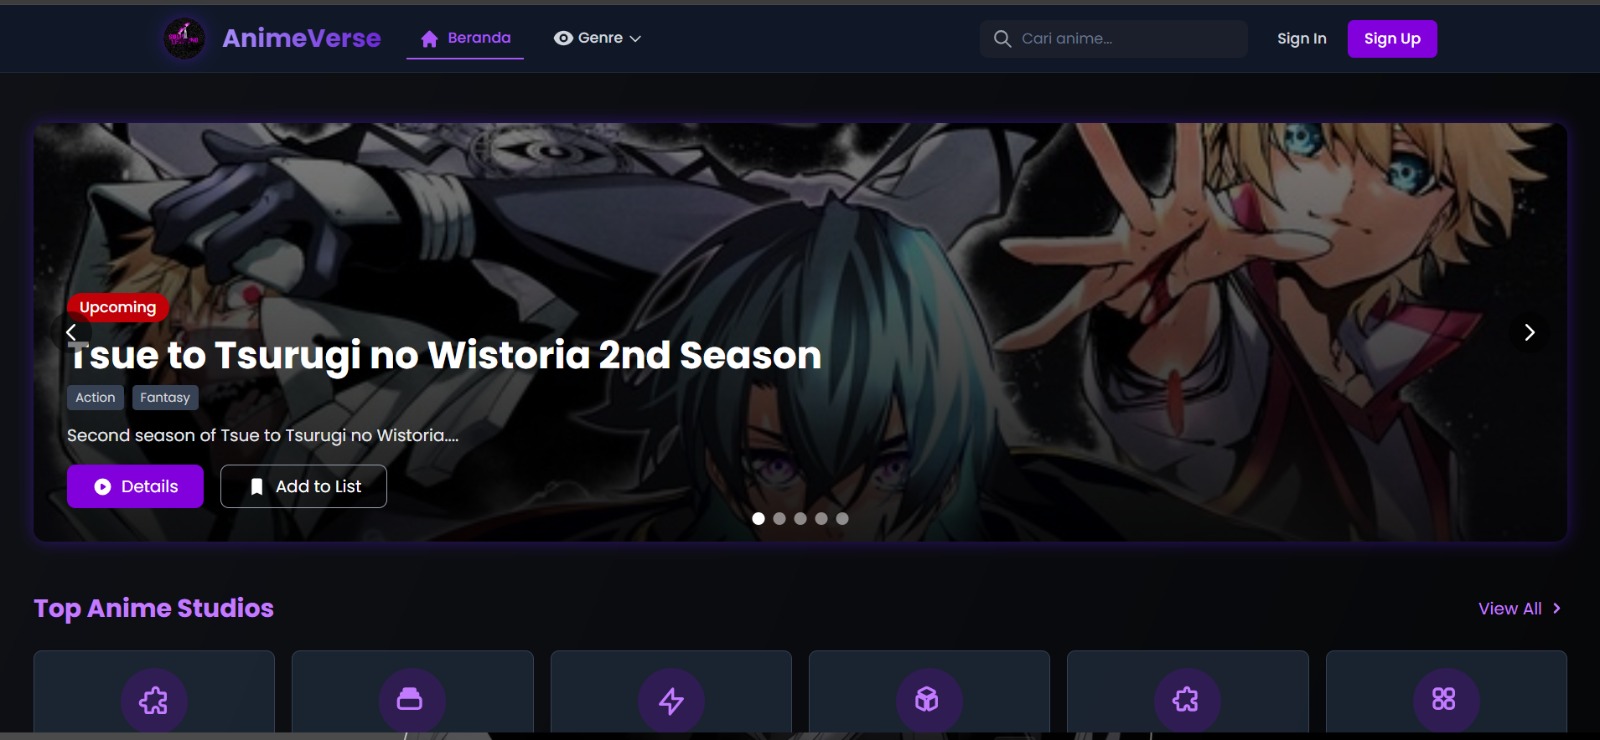 AnimeVerse
Beranda
Genre
Cari anime...
Sign In
Sign Up
Upcoming
Tsue to Tsurugi no Wistoria 2nd Season
Action
Fantasy
Second season of Tsue to Tsurugi no Wistoria....
Details
Add to List
Top Anime Studios
View All